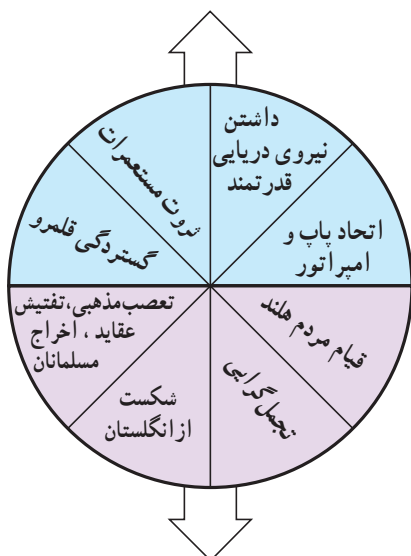 داشتن
نیروی دریایی
قدرتمند
اتحاد پاپ و
امپراتور
ثروت مستعمرات
گستردگی قلمرو
قیام مردم هلند
تجمل گرایی
شکست
از انگلستان
تعصب مذهبی، تفتیش
عقاید ، اخراج
مسلمانان